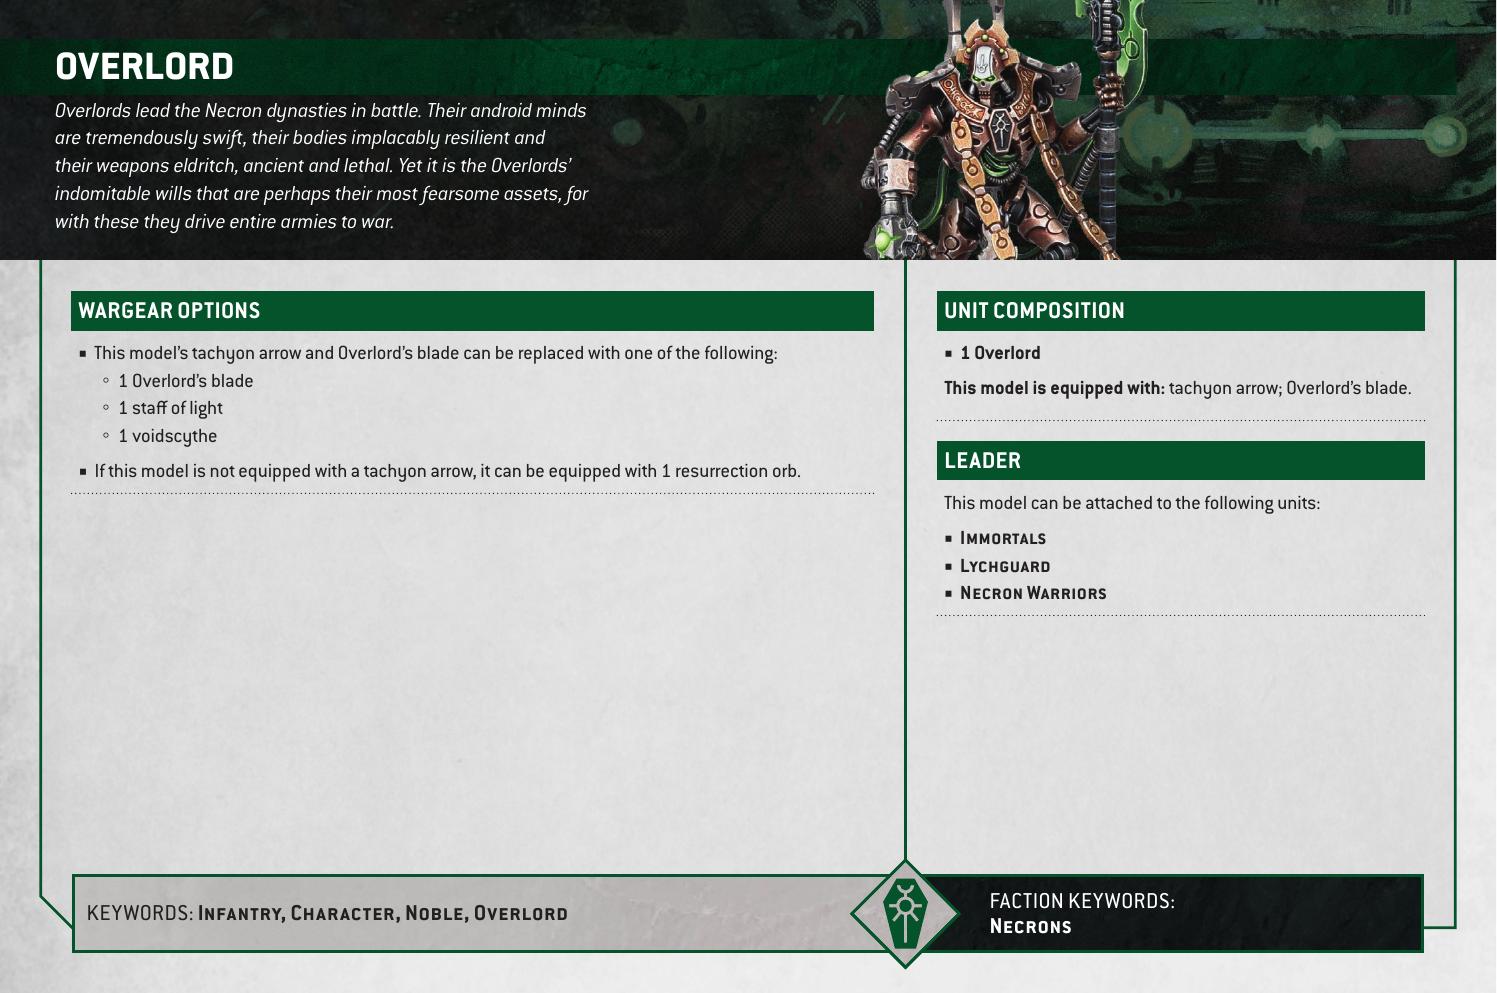 OVERLORD
Overlords lead the Necron dynasties in battle. Their android minds
are tremendously swift, their bodies implacably resilient and
their weapons eldritch, ancient and lethal. Yet it is the Overlords’
indomitable wills that are perhaps their most fearsome assets, for
with these they drive entire armies to war.
WARGEAR OPTIONS
■ This model’s tachyon arrow and Overlord’s blade can be replaced with one of the following:
◦ 1 Overlord’s blade
◦ 1 staff of light
◦ 1 voidscythe
■ If this model is not equipped with a tachyon arrow, it can be equipped with 1 resurrection orb.
UNIT COMPOSITION
■ 1 Overlord
This model is equipped with: tachyon arrow; Overlord’s blade.
LEADER
This model can be attached to the following units:
■ Immortals
■ Lychguard
■ Necron Warriors
KEYWORDS: Infantry, Character, Noble, Overlord
FACTION KEYWORDS:
Necrons